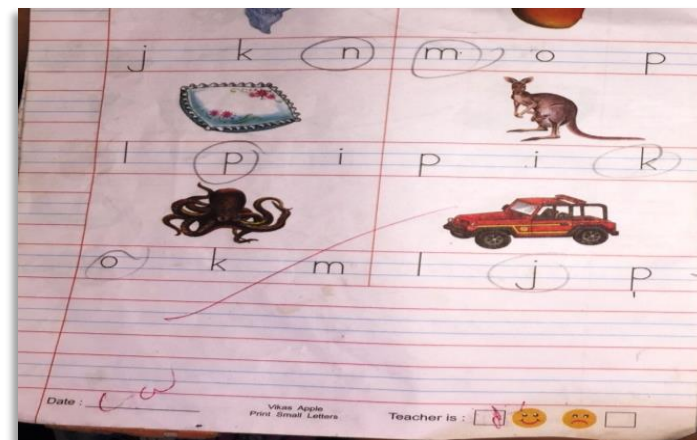 j k n m o p
l p i p i k
o k m l j p
Date :
Vikas Apple
Print Small Letters
Teacher is :